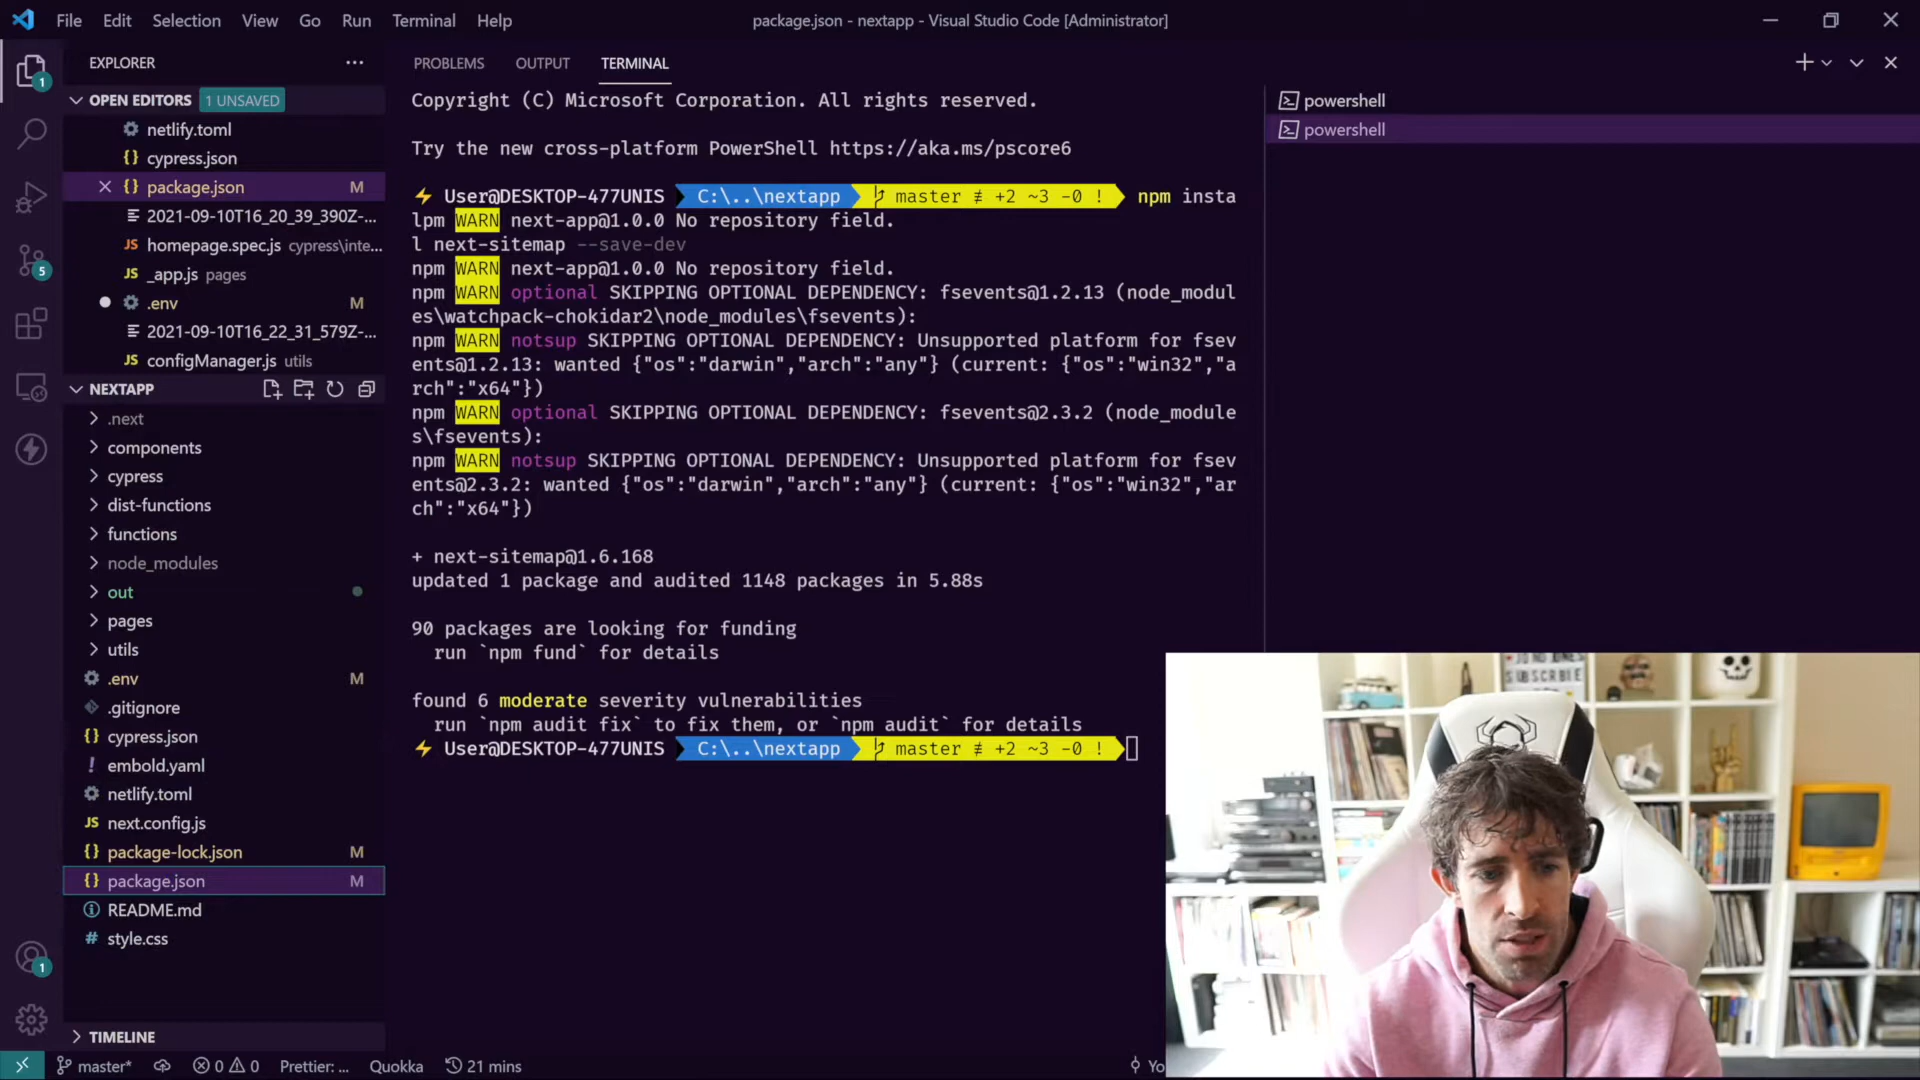 File Edit Selection View Go Run Terminal Help
package.json - nextapp - Visual Studio Code [Administrator]
EXPLORER
OPEN EDITORS 1 UNSAVED
netlify.toml
cypress.json
package.json M
2021-09-10T16_20_39_390Z-...
homepage.spec.js cypress\inte...
_app.js pages
.env M
2021-09-10T16_22_31_579Z-...
configManager.js utils
NEXTAPP
.next
components
cypress
dist-functions
functions
node_modules
out
pages
utils
.env M
.gitignore
cypress.json
embold.yaml
netlify.toml
next.config.js
package-lock.json M
package.json M
README.md
style.css
TIMELINE
PROBLEMS OUTPUT TERMINAL
Copyright (C) Microsoft Corporation. All rights reserved.
Try the new cross-platform PowerShell https://aka.ms/pscore6
User@DESKTOP-477UNIS C:\..\nextapp master ≢ +2 ~3 -0 ! npm insta
lpm WARN next-app@1.0.0 No repository field.
l next-sitemap --save-dev
npm WARN next-app@1.0.0 No repository field.
npm WARN optional SKIPPING OPTIONAL DEPENDENCY: fsevents@1.2.13 (node_modul
es\watchpack-chokidar2\node_modules\fsevents):
npm WARN notsup SKIPPING OPTIONAL DEPENDENCY: Unsupported platform for fsev
ents@1.2.13: wanted {"os":"darwin","arch":"any"} (current: {"os":"win32","a
rch":"x64"})
npm WARN optional SKIPPING OPTIONAL DEPENDENCY: fsevents@2.3.2 (node_module
s\fsevents):
npm WARN notsup SKIPPING OPTIONAL DEPENDENCY: Unsupported platform for fsev
ents@2.3.2: wanted {"os":"darwin","arch":"any"} (current: {"os":"win32","ar
ch":"x64"})
+ next-sitemap@1.6.168
updated 1 package and audited 1148 packages in 5.88s
90 packages are looking for funding
run `npm fund` for details
found 6 moderate severity vulnerabilities
run `npm audit fix` to fix them, or `npm audit` for details
User@DESKTOP-477UNIS C:\..\nextapp master ≢ +2 ~3 -0 !
powershell
powershell
SUBSCRBIE
1
5
1
master* 0 0 Prettier: ... Quokka 21 mins Yo